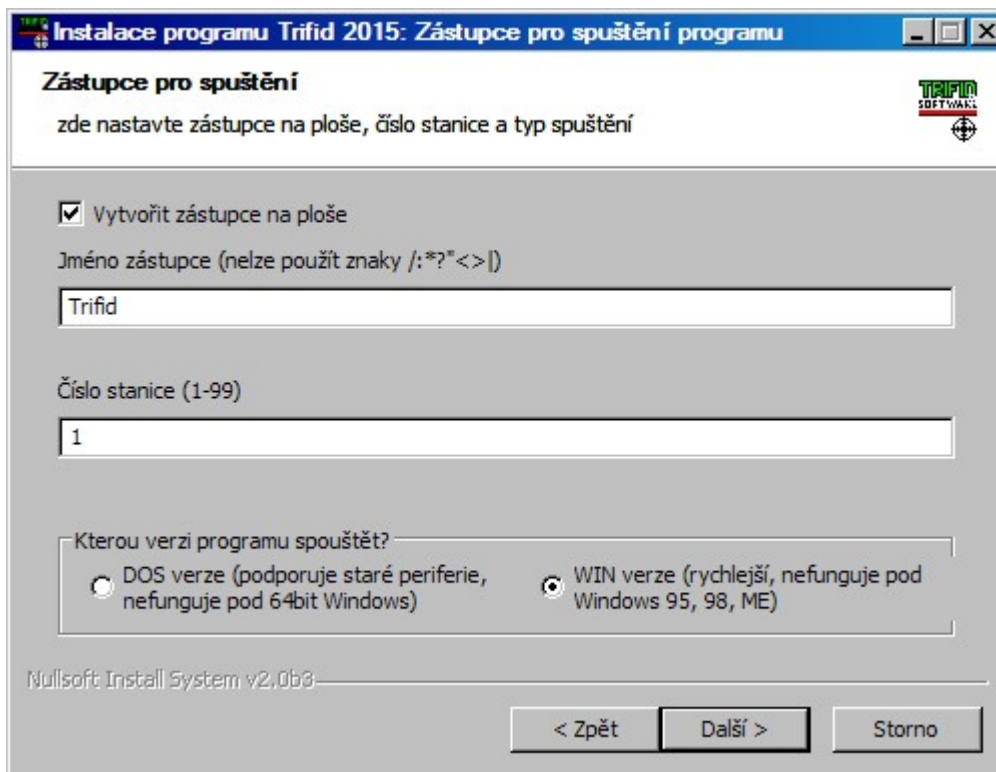 Instalace programu Trifid 2015: Zástupce pro spuštění programu
Zástupce pro spuštění
zde nastavte zástupce na ploše, číslo stanice a typ spuštění
TRIFID
SOFTWARE
Vytvořit zástupce na ploše
Jméno zástupce (nelze použít znaky /:*?"<>|)
Trifid
Číslo stanice (1-99)
1
Kterou verzi programu spouštět?
DOS verze (podporuje staré periferie,
nefunguje pod 64bit Windows)
WIN verze (rychlejší, nefunguje pod
Windows 95, 98, ME)
Nullsoft Install System v2.0b3
< Zpět
Další >
Storno